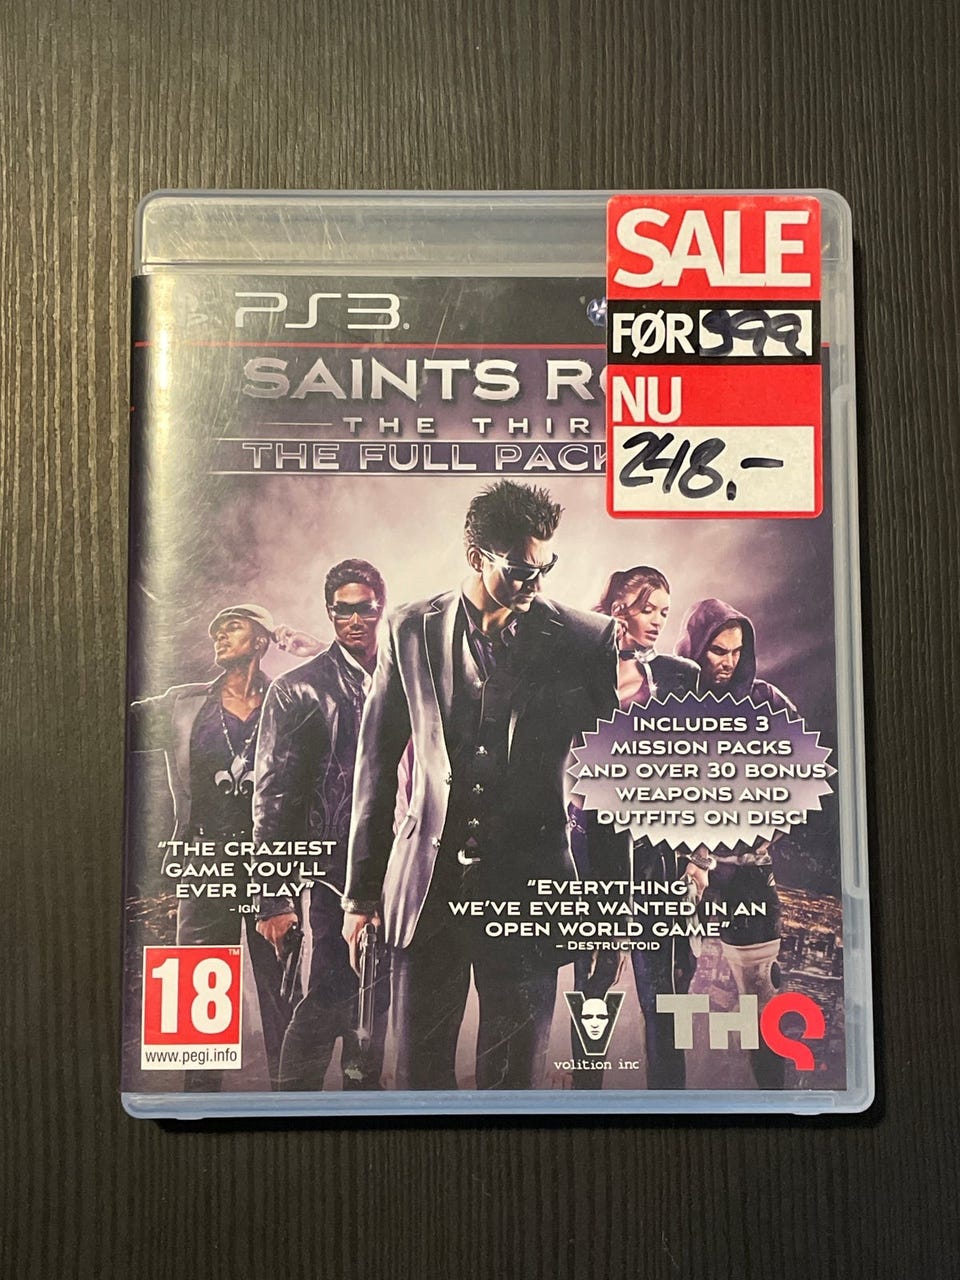 SALE
FØR 399
NU
248,-
PS3
SAINTS R
THE THIR
THE FULL PACK
INCLUDES 3
MISSION PACKS
AND OVER 30 BONUS
WEAPONS AND
OUTFITS ON DISC!
"THE CRAZIEST
GAME YOU'LL
EVER PLAY"
- IGN
"EVERYTHING
WE'VE EVER WANTED IN AN
OPEN WORLD GAME"
- DESTRUCTOID
18™
www.pegi.info
volition inc
THQ